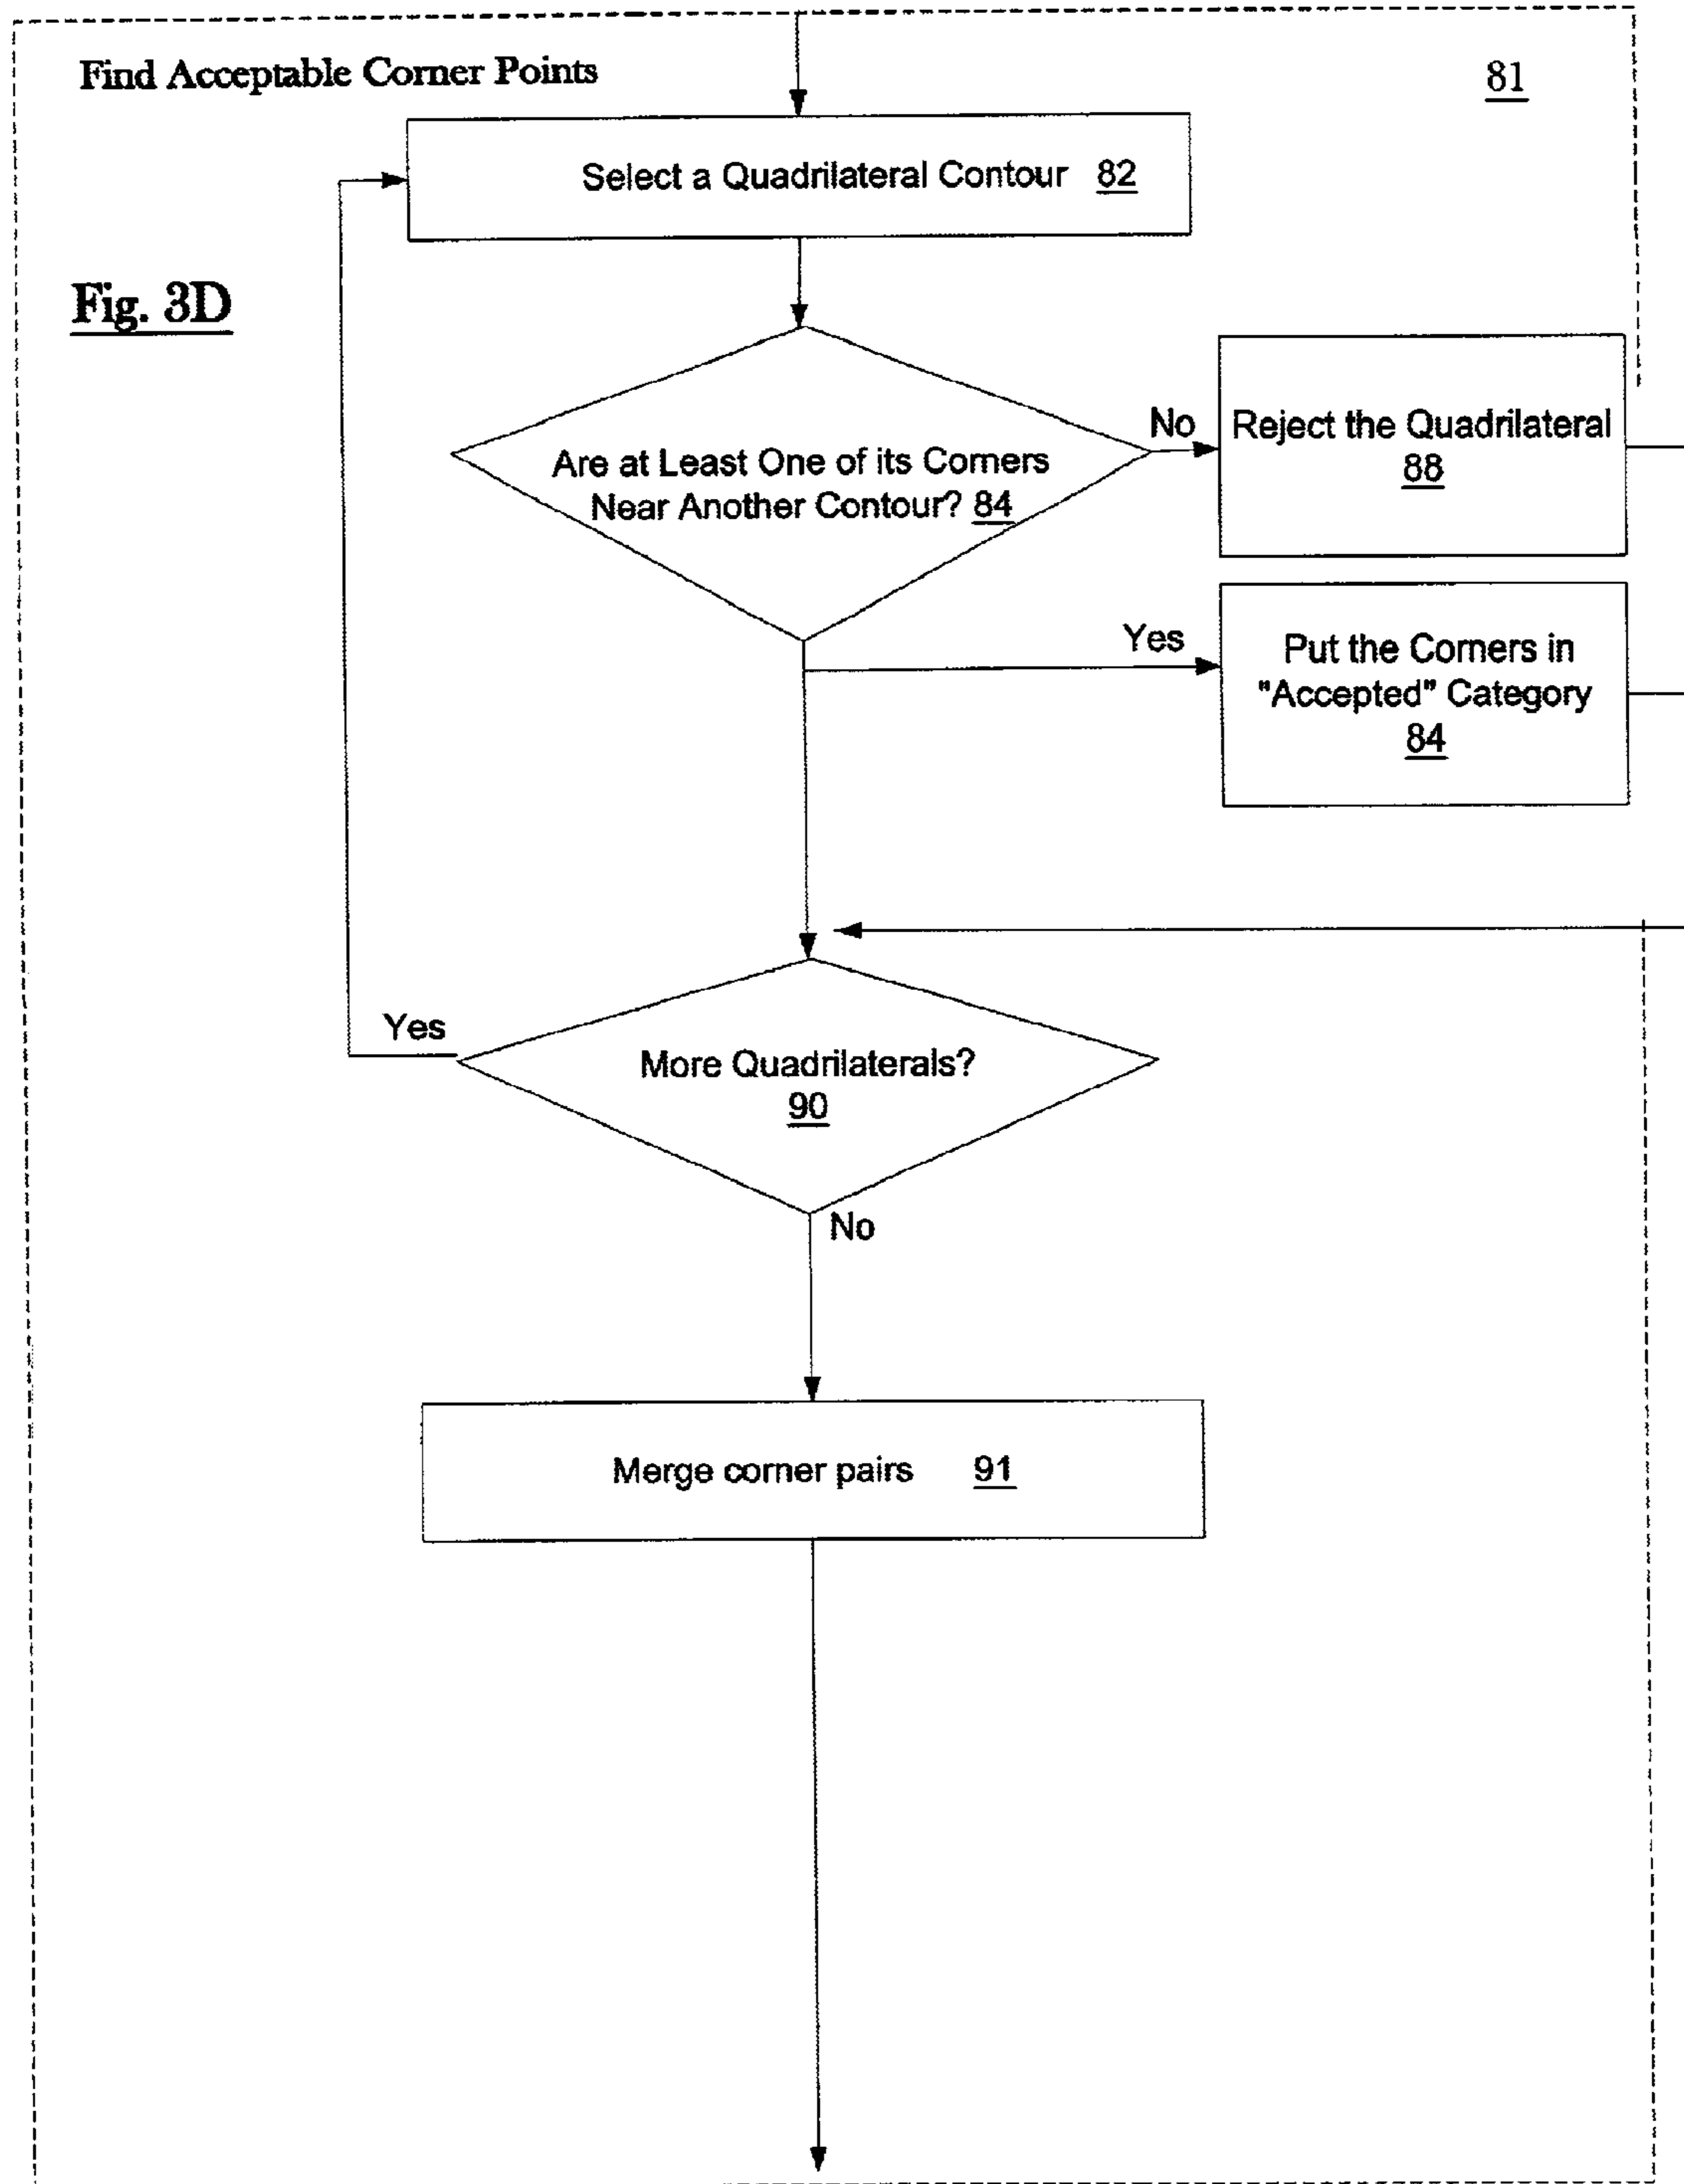 Find Acceptable Corner Points
81
Select a Quadrilateral Contour 82
Fig. 3D
No
Reject the Quadrilateral
88
Are at Least One of its Corners
Near Another Contour? 84
Yes
Put the Corners in
"Accepted" Category
84
Yes
More Quadrilaterals?
90
No
Merge corner pairs 91